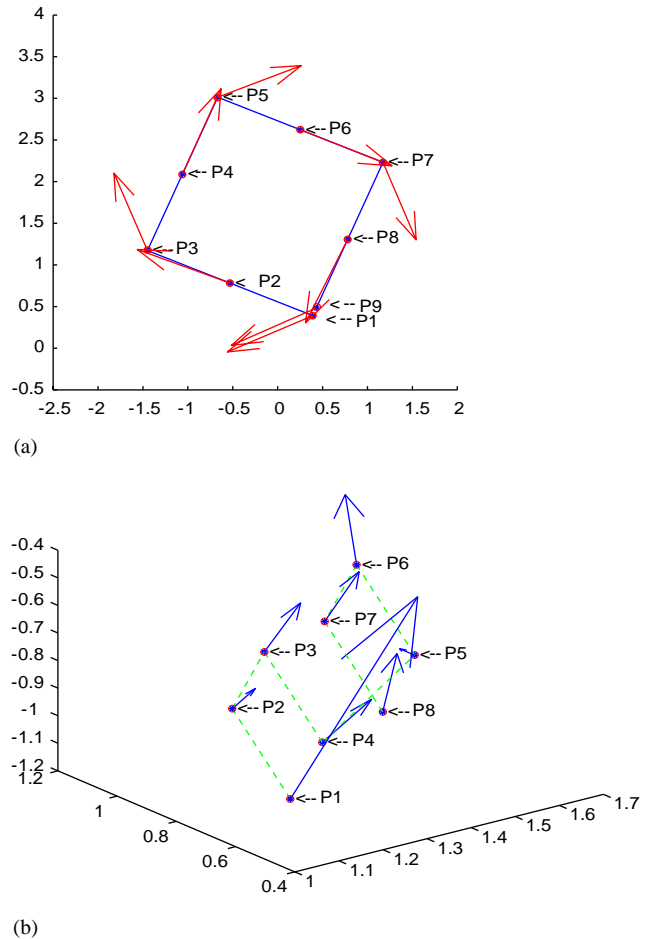 4
3.5
<-- P5
3
<-- P6
2.5
<-- P7
<-- P4
2
1.5
<-- P8
<-- P3
1
<-- P2
<-- P9
0.5
<-- P1
0
-0.5
-2.5 -2 -1.5 -1 -0.5 0 0.5 1 1.5 2
(a)
-0.4
<-- P6
-0.5
-0.6
<-- P7
-0.7
<-- P3
<-- P5
-0.8
-0.9
<-- P2
<-- P8
-1
<-- P4
-1.1
<-- P1
-1.2
1.2 1 0.8 0.6 0.4
1 1.1 1.2 1.3 1.4 1.5 1.6 1.7
(b)